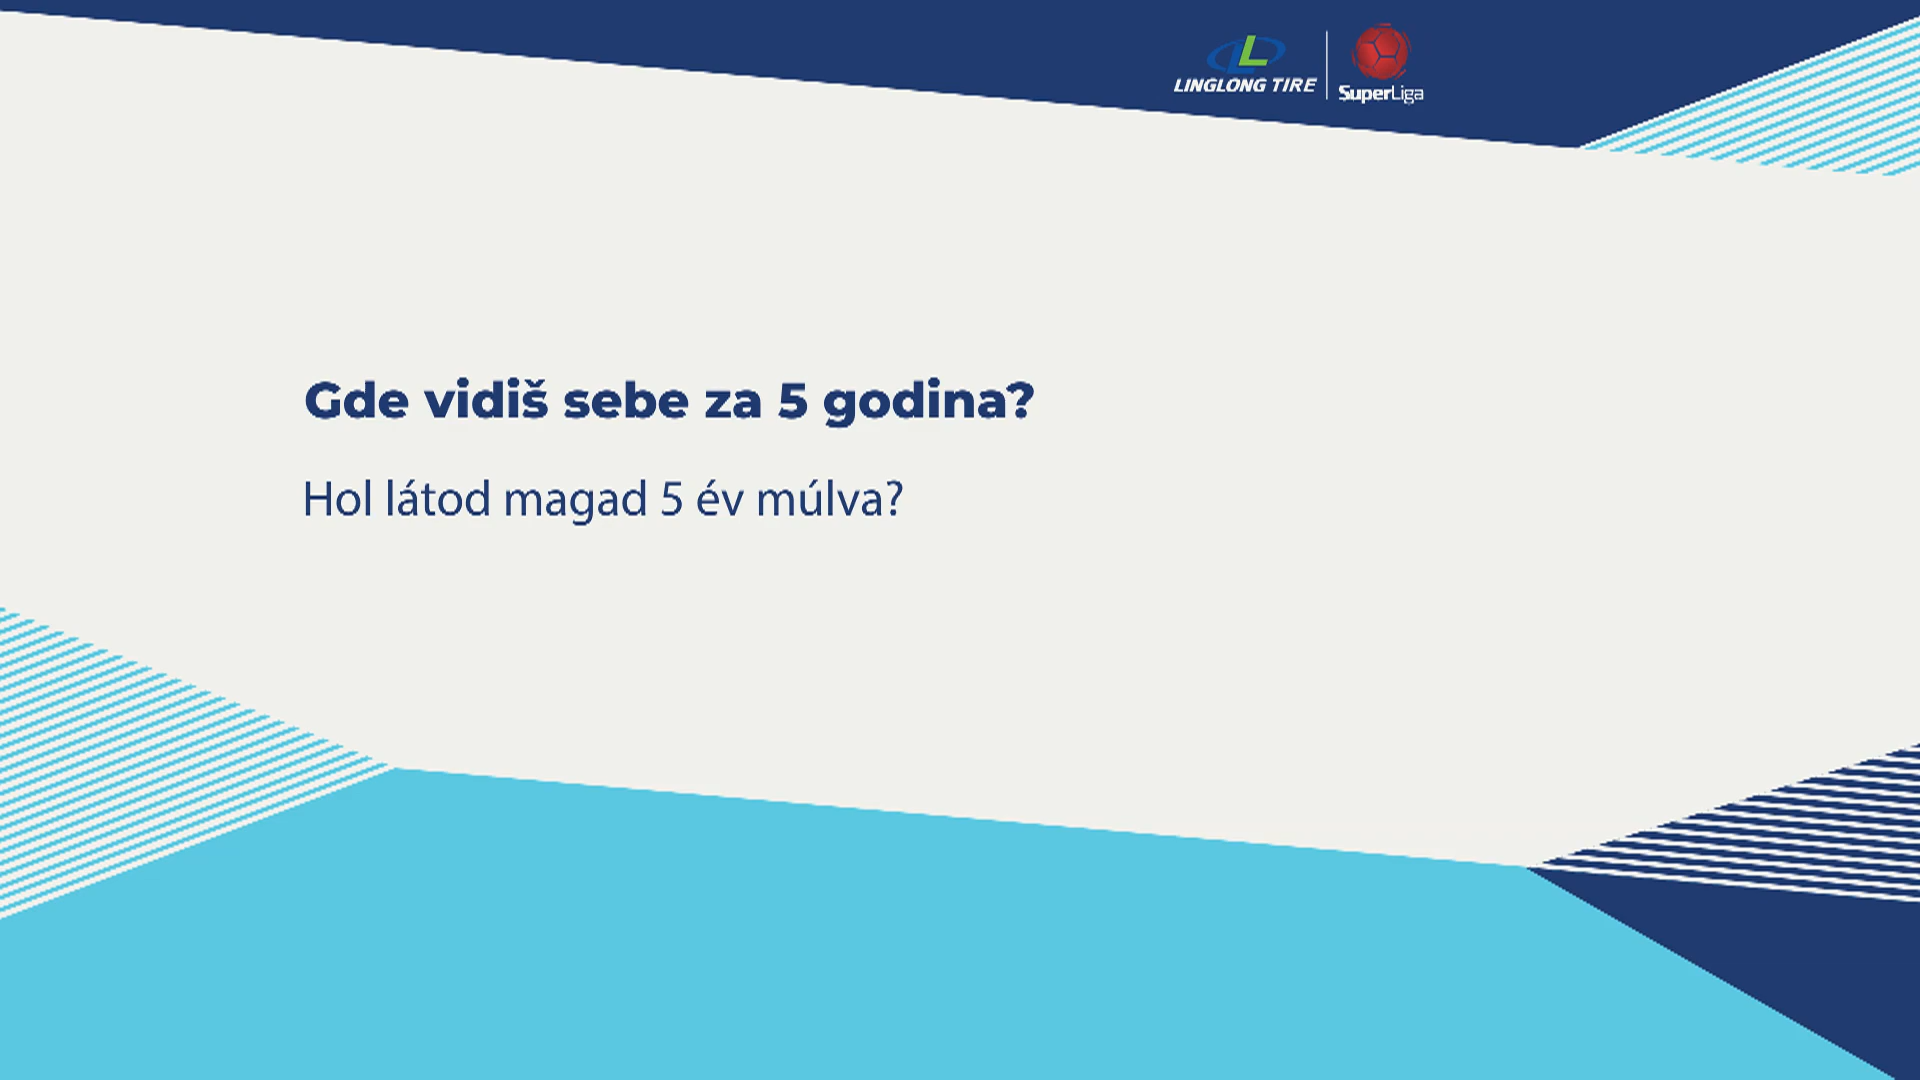 LINGLONG TIRE
SuperLiga
Gde vidiš sebe za 5 godina?
Hol látod magad 5 év múlva?